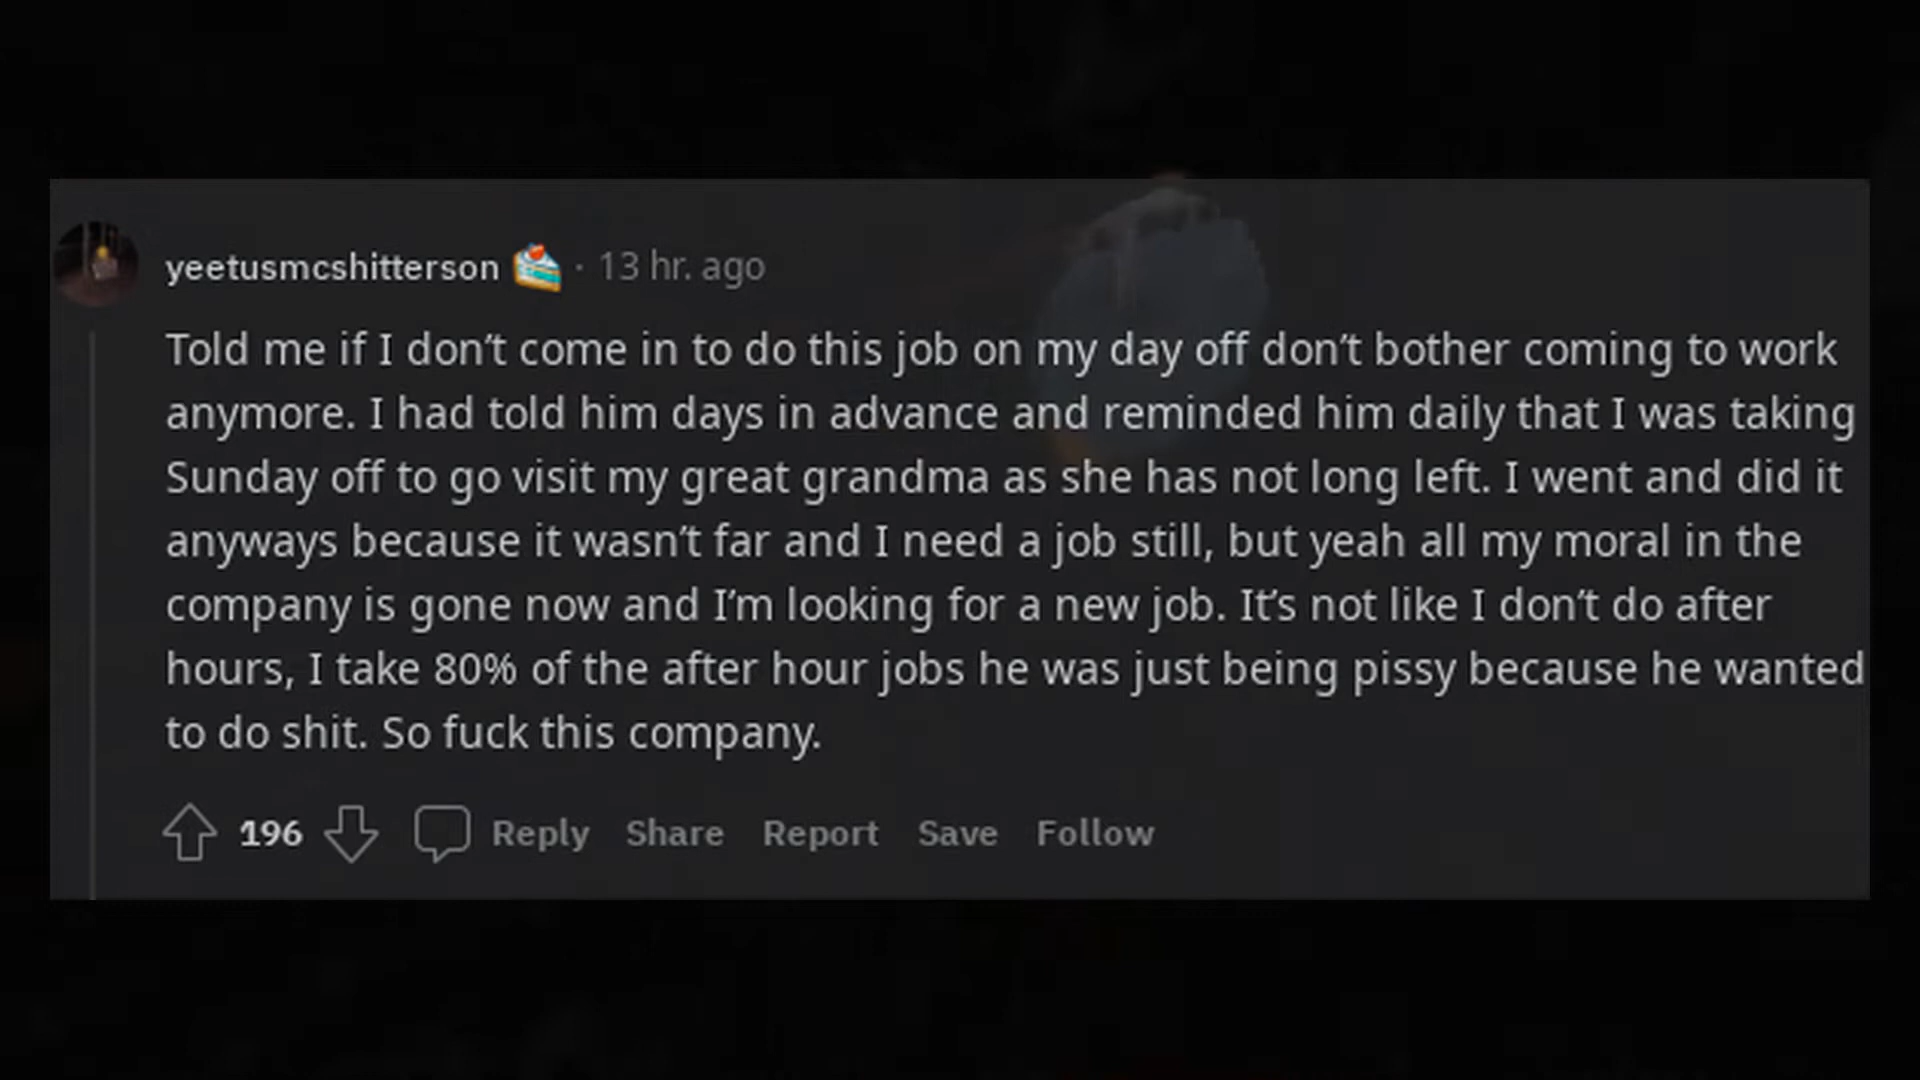 yeetusmcshitterson · 13 hr. ago
Told me if I don’t come in to do this job on my day off don’t bother coming to work
anymore. I had told him days in advance and reminded him daily that I was taking
Sunday off to go visit my great grandma as she has not long left. I went and did it
anyways because it wasn’t far and I need a job still, but yeah all my moral in the
company is gone now and I’m looking for a new job. It’s not like I don’t do after
hours, I take 80% of the after hour jobs he was just being pissy because he wanted
to do shit. So fuck this company.
196 Reply Share Report Save Follow